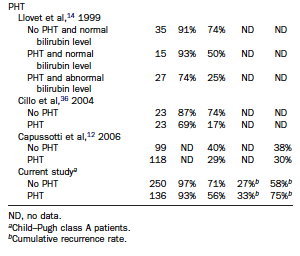 PHT
Llovet et al,14 1999
No PHT and normal 35 91% 74% ND ND
bilirubin level
PHT and normal 15 93% 50% ND ND
bilirubin level
PHT and abnormal 27 74% 25% ND ND
bilirubin level
Cillo et al,36 2004
No PHT 23 87% 74% ND ND
PHT 23 69% 17% ND ND
Capussotti et al,12 2006
No PHT 99 ND 40% ND 38%
PHT 118 ND 29% ND 30%
Current studya
No PHT 250 97% 71% 27%b 58%b
PHT 136 93% 56% 33%b 75%b
ND, no data.
aChild–Pugh class A patients.
bCumulative recurrence rate.